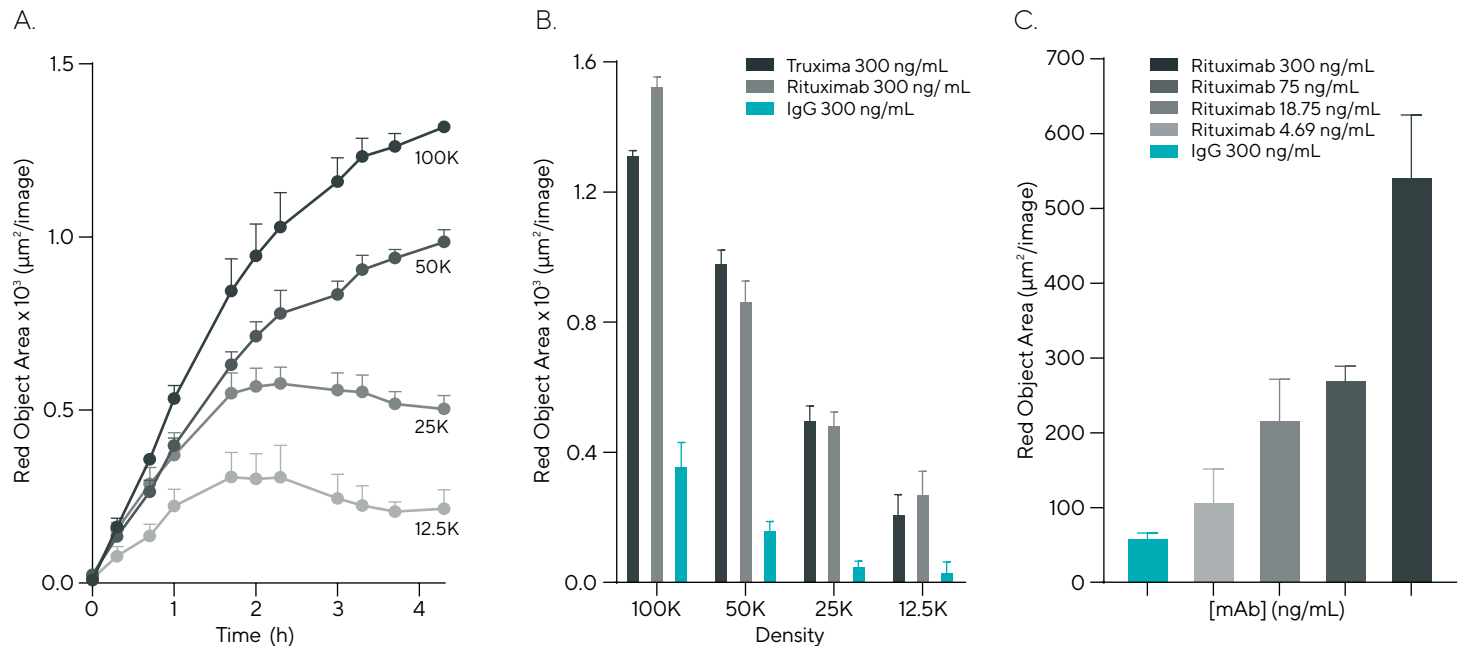 A.
Red Object Area x 10³ (µm²/image)
1.5
1.0
0.5
0.0
100K
50K
25K
12.5K
0 1 2 3 4
Time (h)
B.
Red Object Area x 10³ (µm²/image)
1.6
1.2
0.8
0.4
0.0
Truxima 300 ng/mL
Rituximab 300 ng/ mL
IgG 300 ng/mL
100K 50K 25K 12.5K
Density
C.
Red Object Area (µm²/image)
700
600
500
400
300
200
100
0
Rituximab 300 ng/mL
Rituximab 75 ng/mL
Rituximab 18.75 ng/mL
Rituximab 4.69 ng/mL
IgG 300 ng/mL
[mAb] (ng/mL)